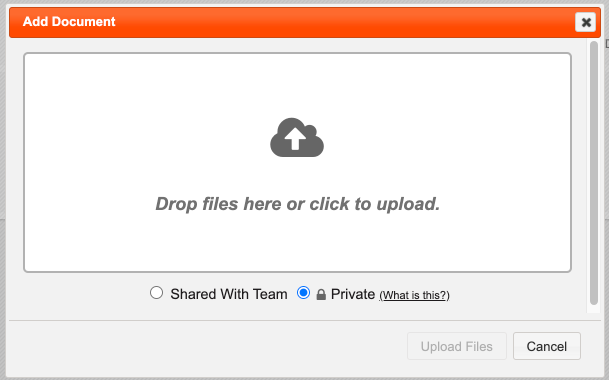 Add Document
Drop files here or click to upload.
Shared With Team Private (What is this?)
Upload Files Cancel